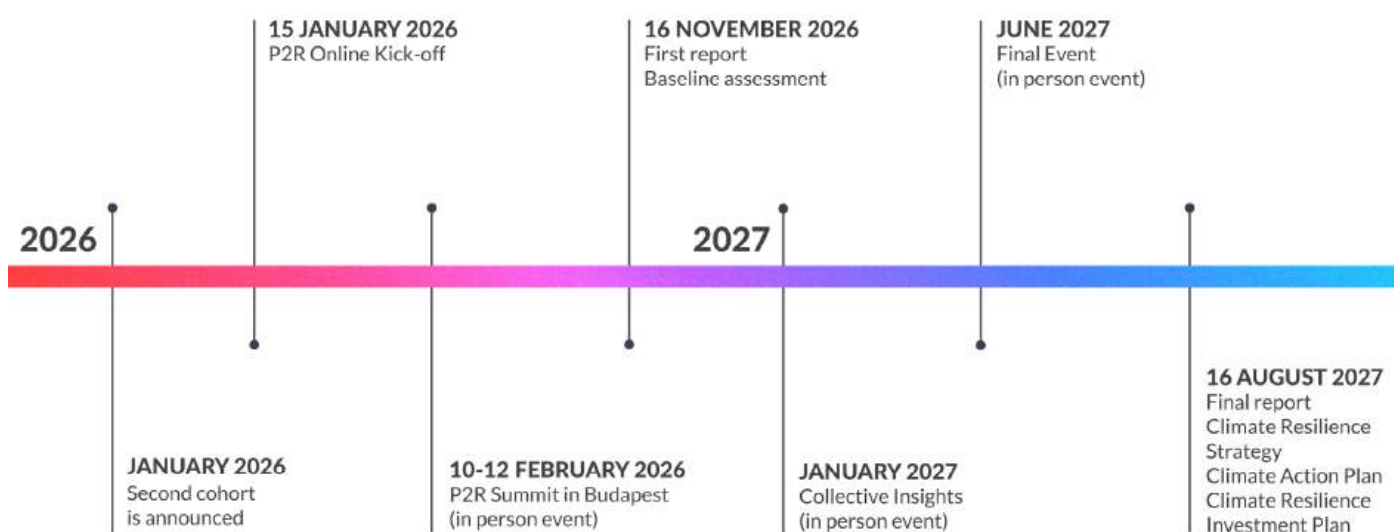 15 JANUARY 2026
P2R Online Kick-off
16 NOVEMBER 2026
First report
Baseline assessment
JUNE 2027
Final Event
(in person event)
2026
2027
JANUARY 2026
Second cohort
is announced
10-12 FEBRUARY 2026
P2R Summit in Budapest
(in person event)
JANUARY 2027
Collective Insights
(in person event)
16 AUGUST 2027
Final report
Climate Resilience
Strategy
Climate Action Plan
Climate Resilience
Investment Plan